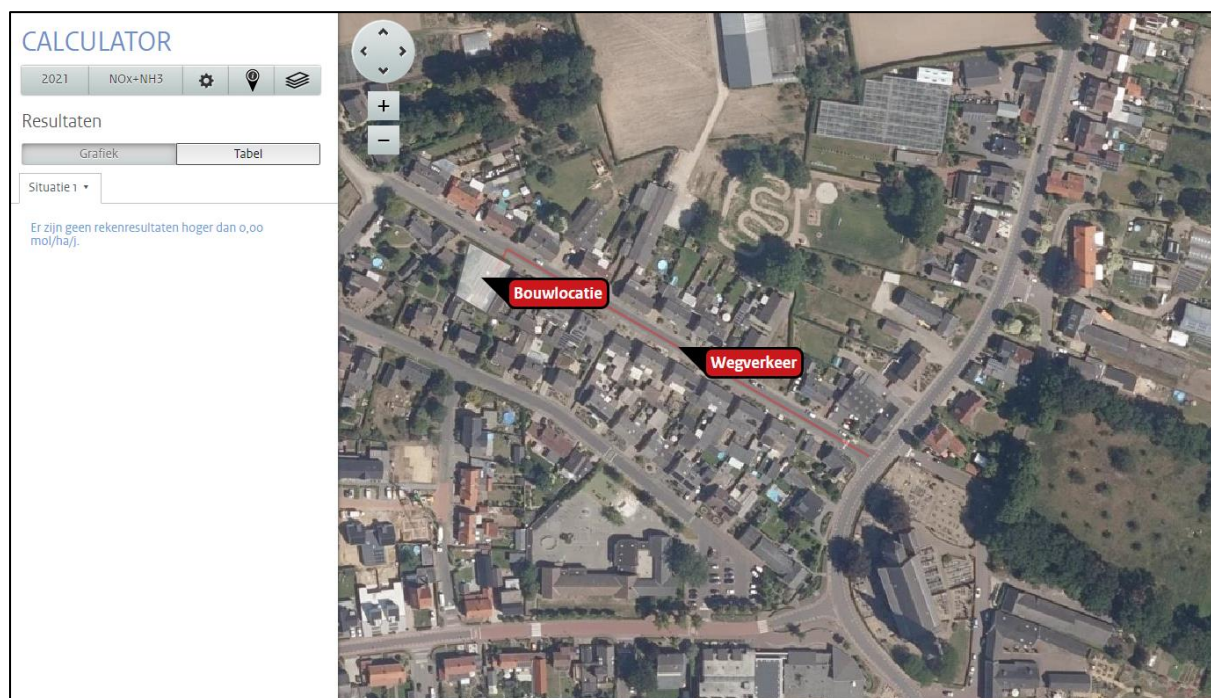 CALCULATOR
2021 NOx+NH3
Resultaten
Grafiek Tabel
Situatie 1
Er zijn geen rekenresultaten hoger dan 0,00
mol/ha/j.
Bouwlocatie
Wegverkeer